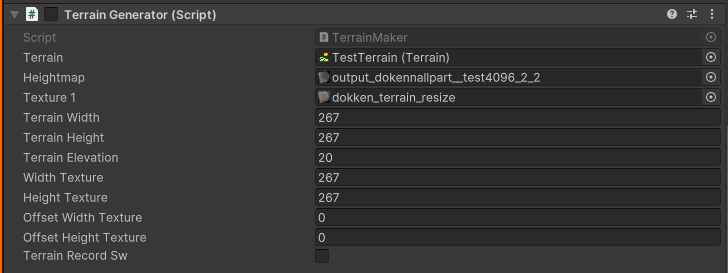 Terrain Generator (Script)
Script TerrainMaker
Terrain TestTerrain (Terrain)
Heightmap output_dokennallpart__test4096_2_2
Texture 1 dokken_terrain_resize
Terrain Width 267
Terrain Height 267
Terrain Elevation 20
Width Texture 267
Height Texture 267
Offset Width Texture 0
Offset Height Texture 0
Terrain Record Sw